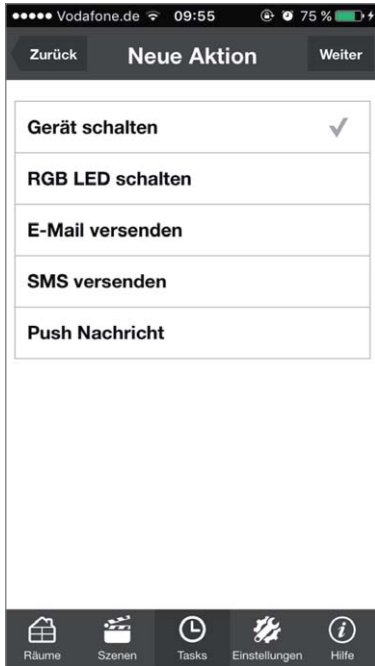 Vodafone.de 09:55 75 %
Zurück Neue Aktion Weiter
Gerät schalten
RGB LED schalten
E-Mail versenden
SMS versenden
Push Nachricht
Räume Szenen Tasks Einstellungen Hilfe